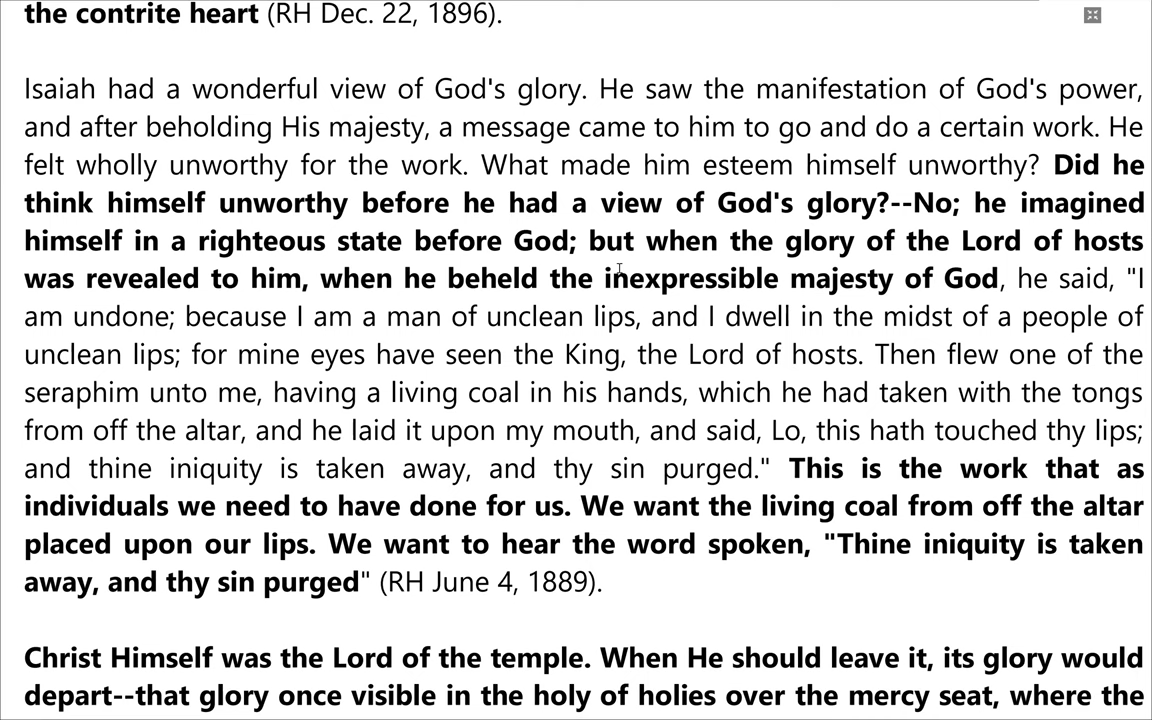 the contrite heart (RH Dec. 22, 1896).
Isaiah had a wonderful view of God's glory. He saw the manifestation of God's power,
and after beholding His majesty, a message came to him to go and do a certain work. He
felt wholly unworthy for the work. What made him esteem himself unworthy? Did he
think himself unworthy before he had a view of God's glory?--No; he imagined
himself in a righteous state before God; but when the glory of the Lord of hosts
was revealed to him, when he beheld the inexpressible majesty of God, he said, "I
am undone; because I am a man of unclean lips, and I dwell in the midst of a people of
unclean lips; for mine eyes have seen the King, the Lord of hosts. Then flew one of the
seraphim unto me, having a living coal in his hands, which he had taken with the tongs
from off the altar, and he laid it upon my mouth, and said, Lo, this hath touched thy lips;
and thine iniquity is taken away, and thy sin purged." This is the work that as
individuals we need to have done for us. We want the living coal from off the altar
placed upon our lips. We want to hear the word spoken, "Thine iniquity is taken
away, and thy sin purged" (RH June 4, 1889).
Christ Himself was the Lord of the temple. When He should leave it, its glory would
depart--that glory once visible in the holy of holies over the mercy seat, where the